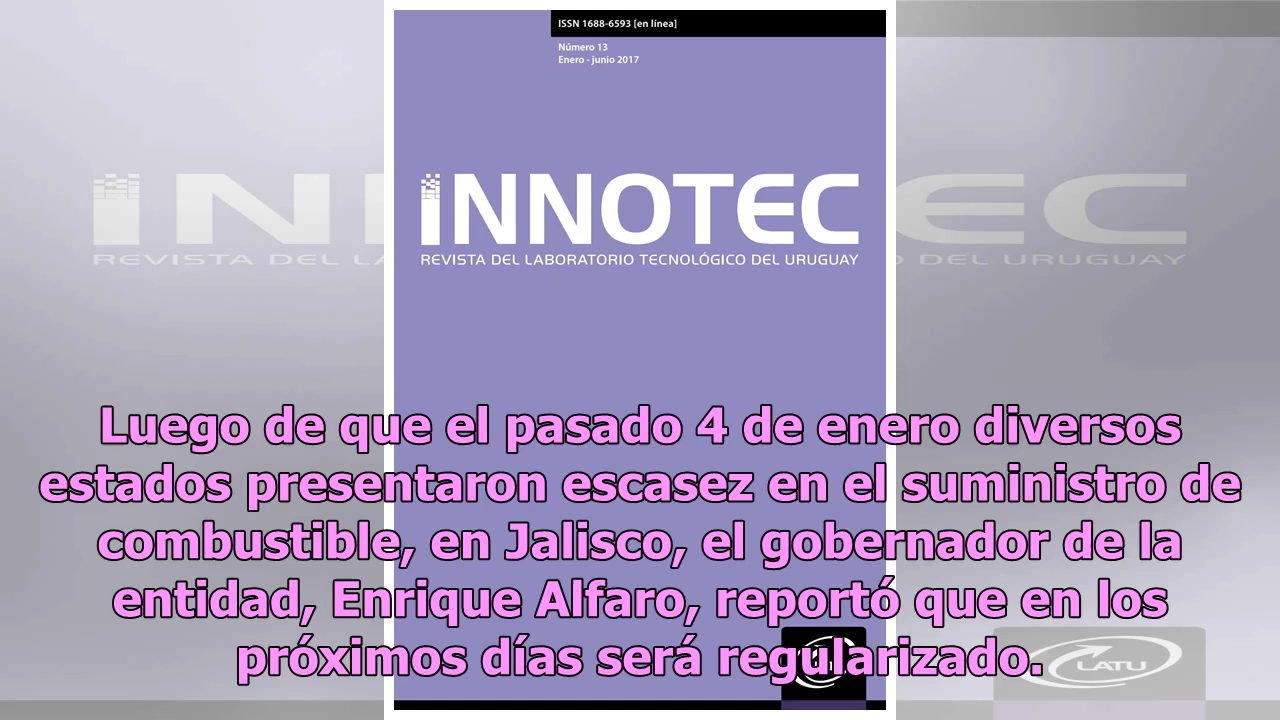 ISSN 1688-6593 [en línea]
Número 13
Enero - junio 2017
INNOTEC
REVISTA DEL LABORATORIO TECNOLÓGICO DEL URUGUAY
Luego de que el pasado 4 de enero diversos
estados presentaron escasez en el suministro de
combustible, en Jalisco, el gobernador de la
entidad, Enrique Alfaro, reportó que en los
próximos días será regularizado.
LATU